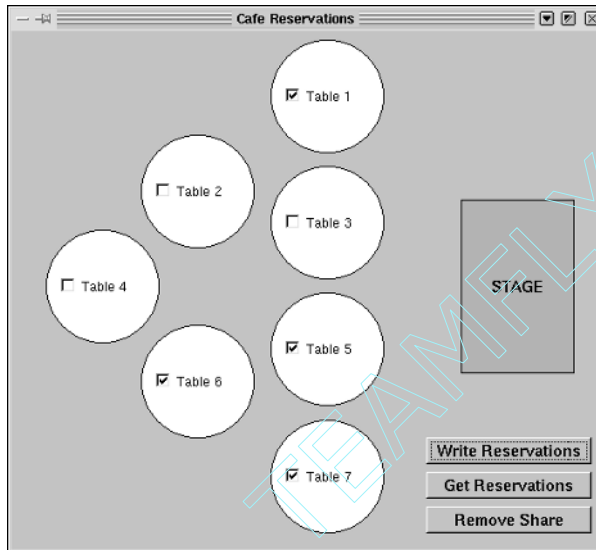 Cafe Reservations
Table 1
Table 2
Table 3
Table 4
STAGE
Table 5
Table 6
Table 7
Write Reservations
Get Reservations
Remove Share
TEAMFLY